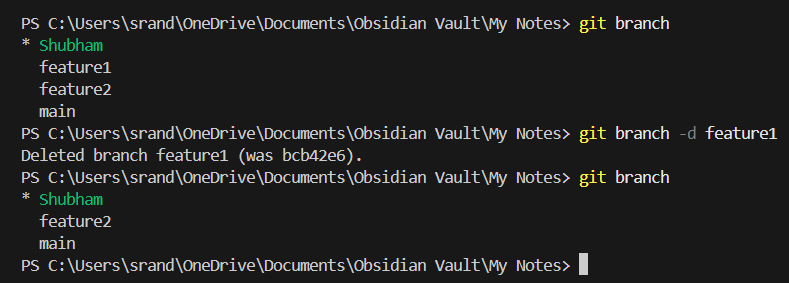 PS C:\Users\srand\OneDrive\Documents\Obsidian Vault\My Notes> git branch
* Shubham
  feature1
  feature2
  main
PS C:\Users\srand\OneDrive\Documents\Obsidian Vault\My Notes> git branch -d feature1
Deleted branch feature1 (was bcb42e6).
PS C:\Users\srand\OneDrive\Documents\Obsidian Vault\My Notes> git branch
* Shubham
  feature2
  main
PS C:\Users\srand\OneDrive\Documents\Obsidian Vault\My Notes>